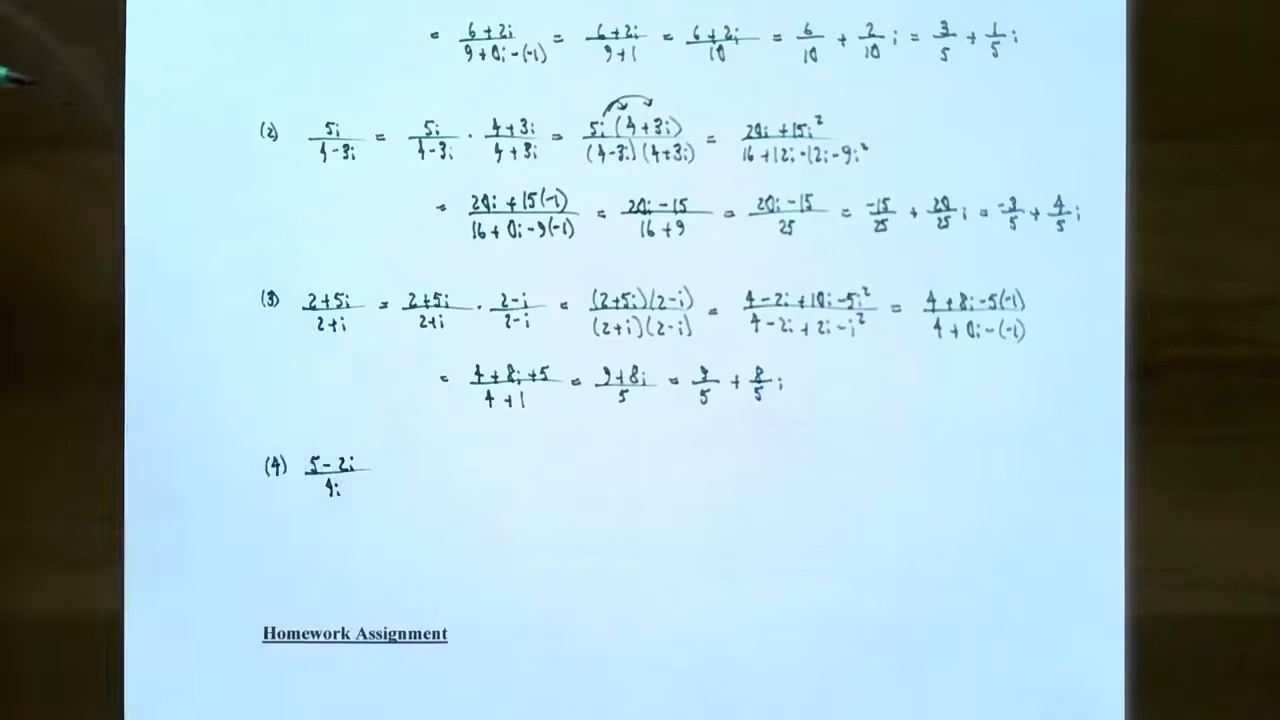 = 6+2i/9+0i-(-1) = 6+2i/9+1 = 6+2i/10 = 6/10 + 2/10 i = 3/5 + 1/5 i
(2) 5i/4-3i = 5i/4-3i · 4+3i/4+3i = 5i(4+3i)/(4-3i)(4+3i) = 20i+15i²/16+12i-12i-9i²
= 20i+15(-1)/16+0i-9(-1) = 20i-15/16+9 = 20i-15/25 = -15/25 + 20/25 i = -3/5 + 4/5 i
(3) 2+5i/2+i = 2+5i/2+i · 2-i/2-i = (2+5i)(2-i)/(2+i)(2-i) = 4-2i+10i-5i²/4-2i+2i-i² = 4+8i-5(-1)/4+0i-(-1)
= 4+8i+5/4+1 = 9+8i/5 = 9/5 + 8/5 i
(4) 5-2i/4i
Homework Assignment